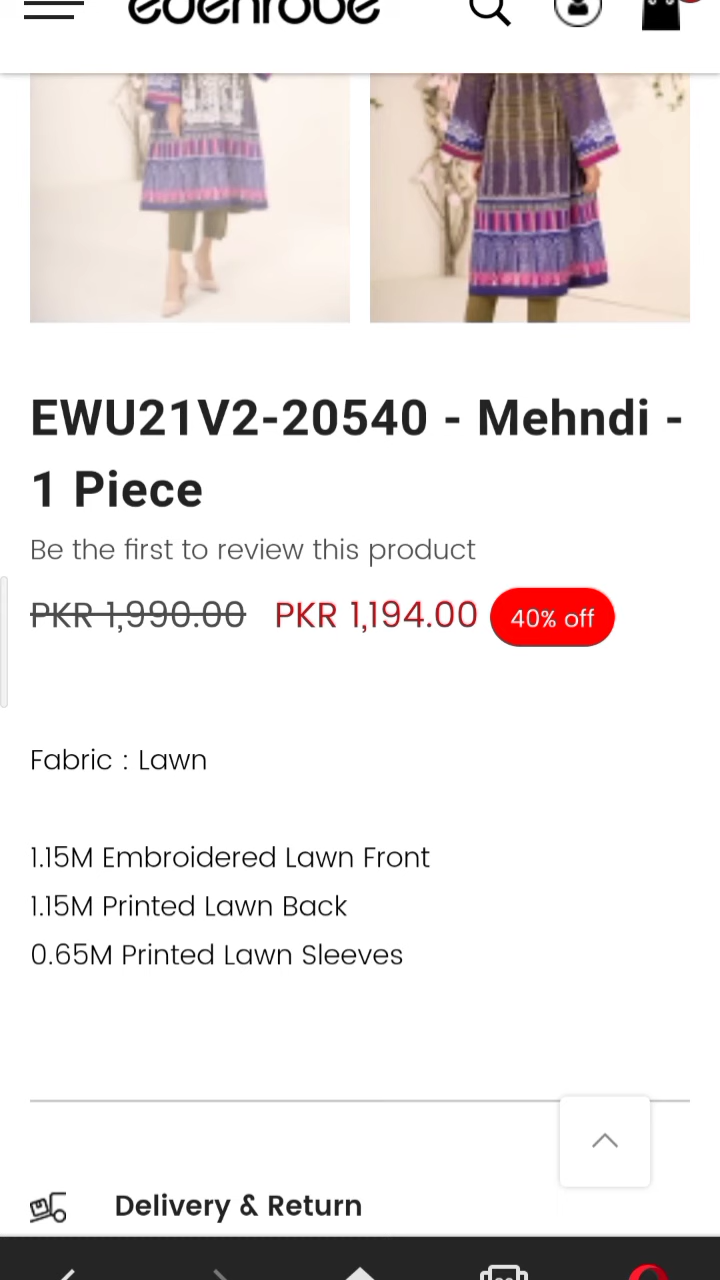 edenrobe
EWU21V2-20540 - Mehndi -
1 Piece
Be the first to review this product
PKR 1,990.00 PKR 1,194.00 40% off
Fabric : Lawn
1.15M Embroidered Lawn Front
1.15M Printed Lawn Back
0.65M Printed Lawn Sleeves
Delivery & Return